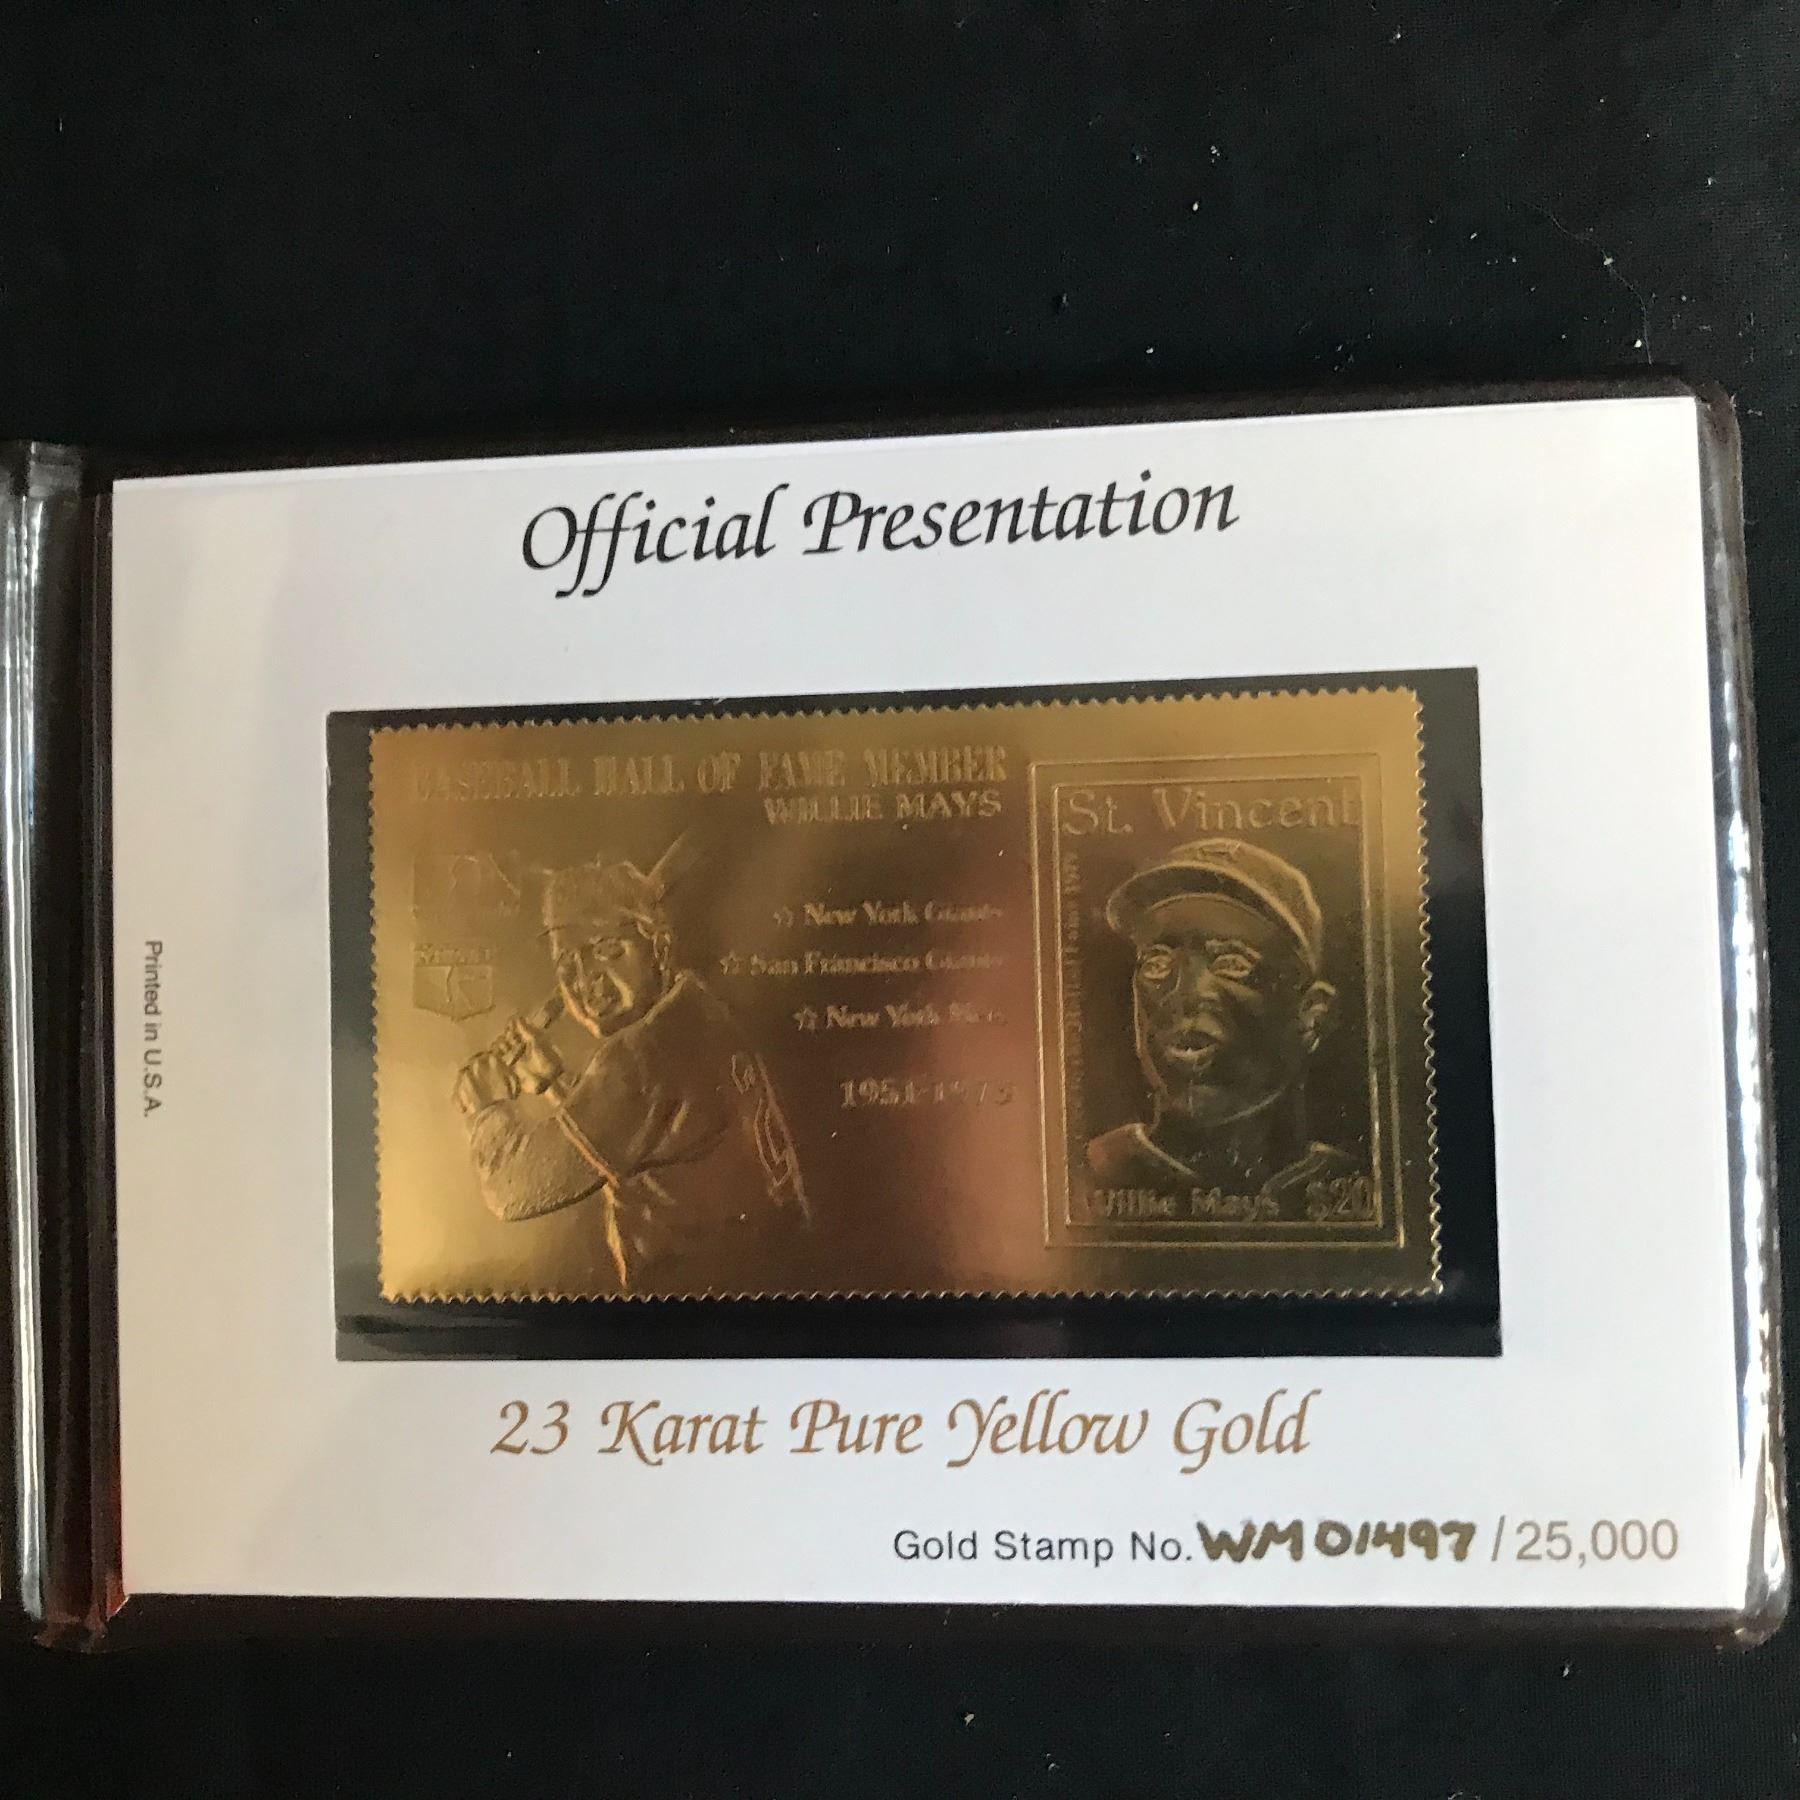 Official Presentation
BASEBALL HALL OF FAME MEMBER
WILLIE MAYS
☆ New York Giants
☆ San Francisco Giants
☆ New York Mets
1951-1973
St. Vincent
Willie Mays $20
Printed in U.S.A.
23 Karat Pure Yellow Gold
Gold Stamp No. WM01497 / 25,000